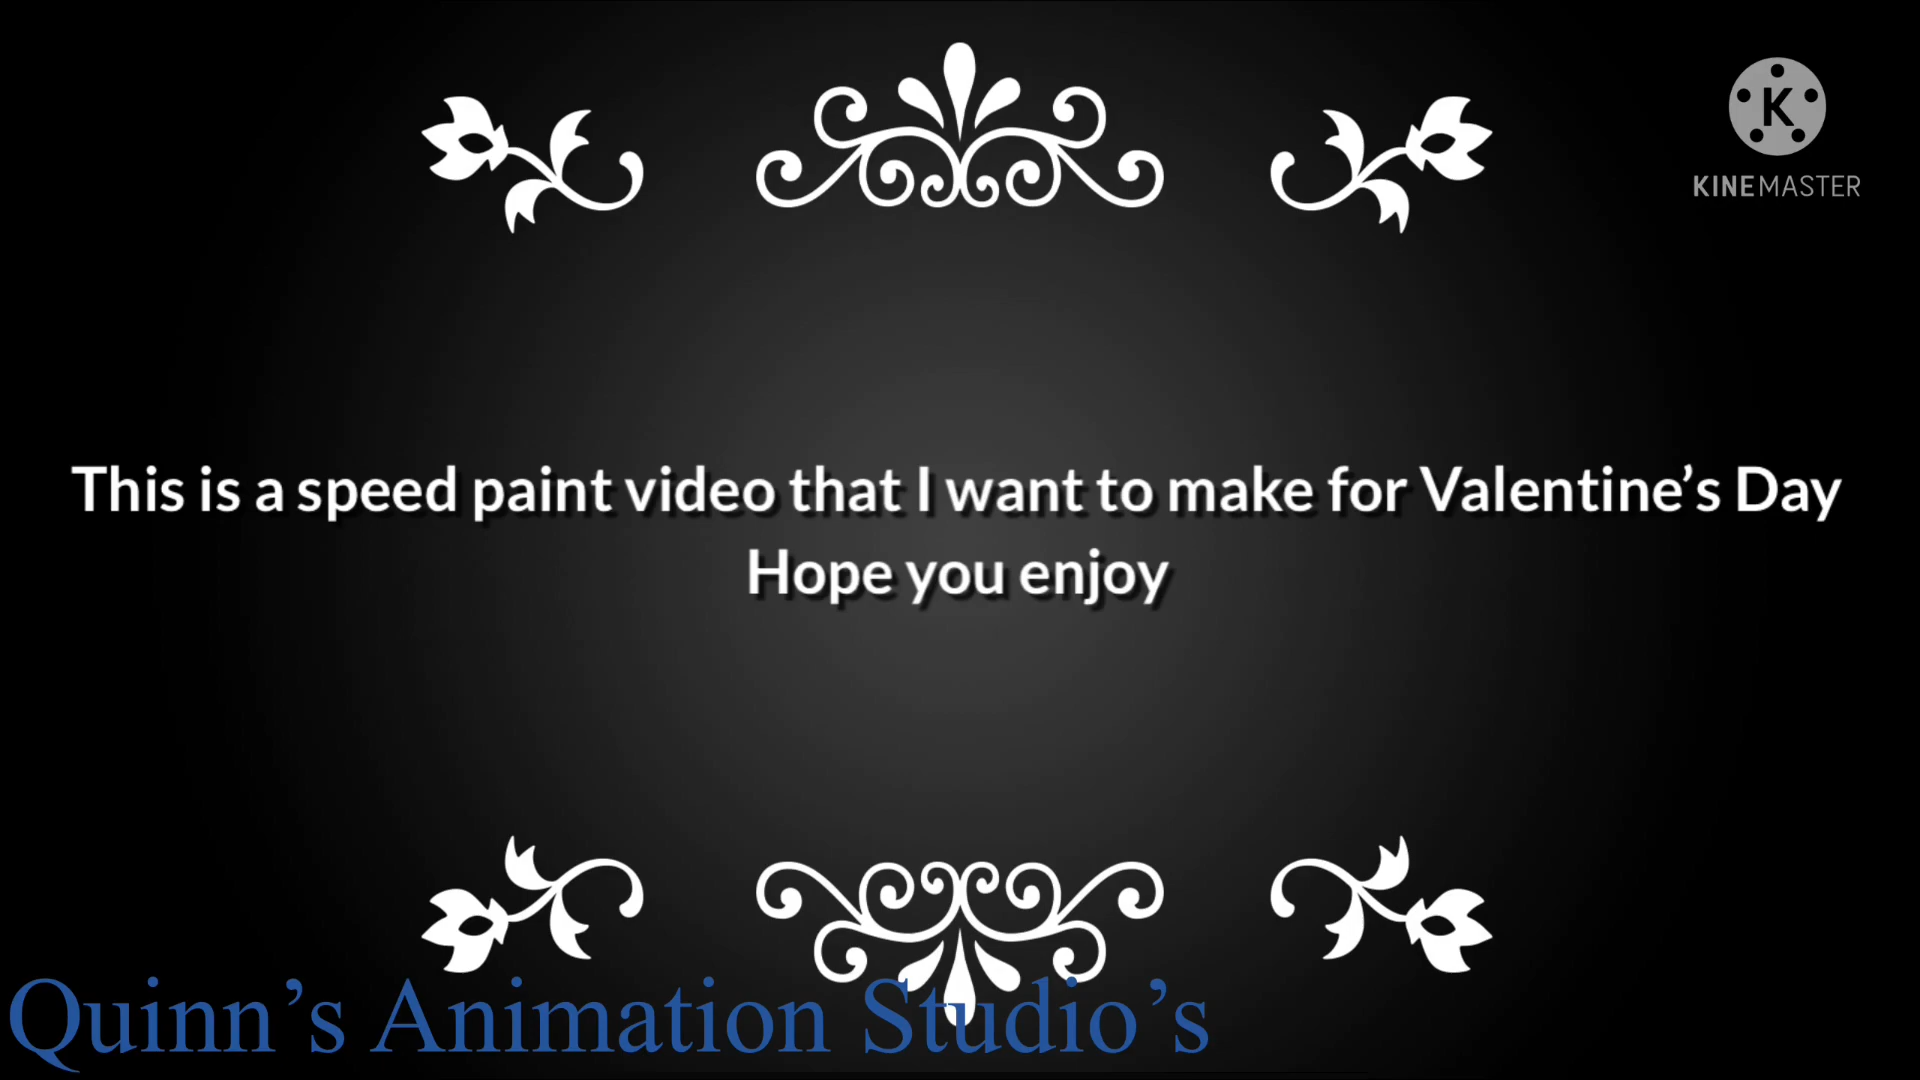 K
KINEMASTER
This is a speed paint video that I want to make for Valentine’s Day
Hope you enjoy
Quinn’s Animation Studio’s